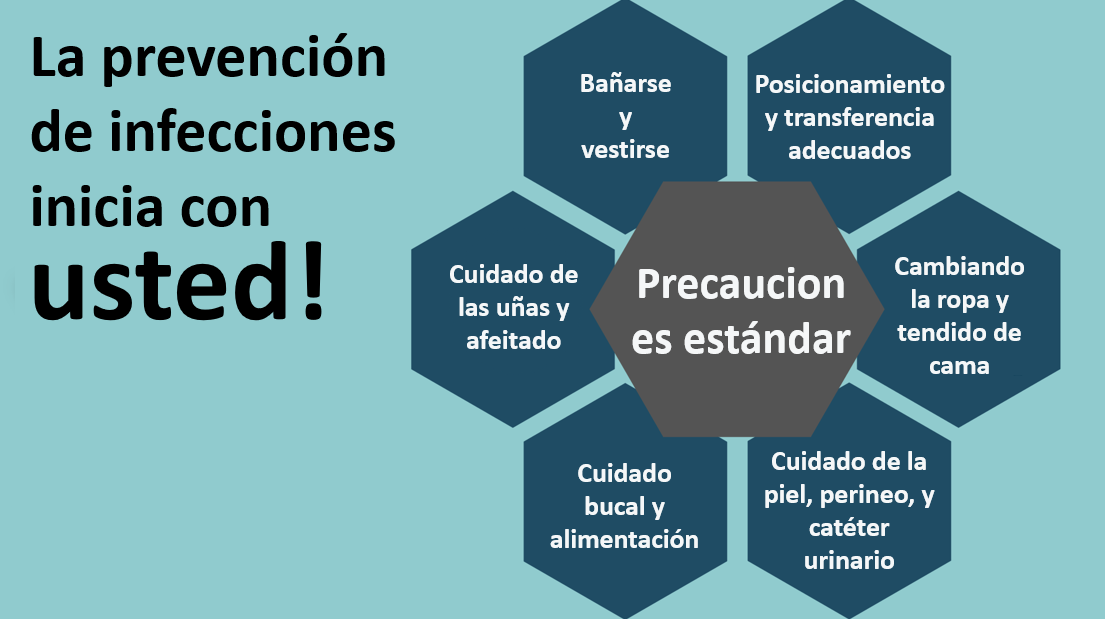 La prevención
de infecciones
inicia con
usted!
Bañarse
y
vestirse
Posicionamiento
y transferencia
adecuados
Cuidado de
las uñas y
afeitado
Precaucion
es estándar
Cambiando
la ropa y
tendido de
cama
Cuidado
bucal y
alimentación
Cuidado de la
piel, perineo, y
catéter
urinario